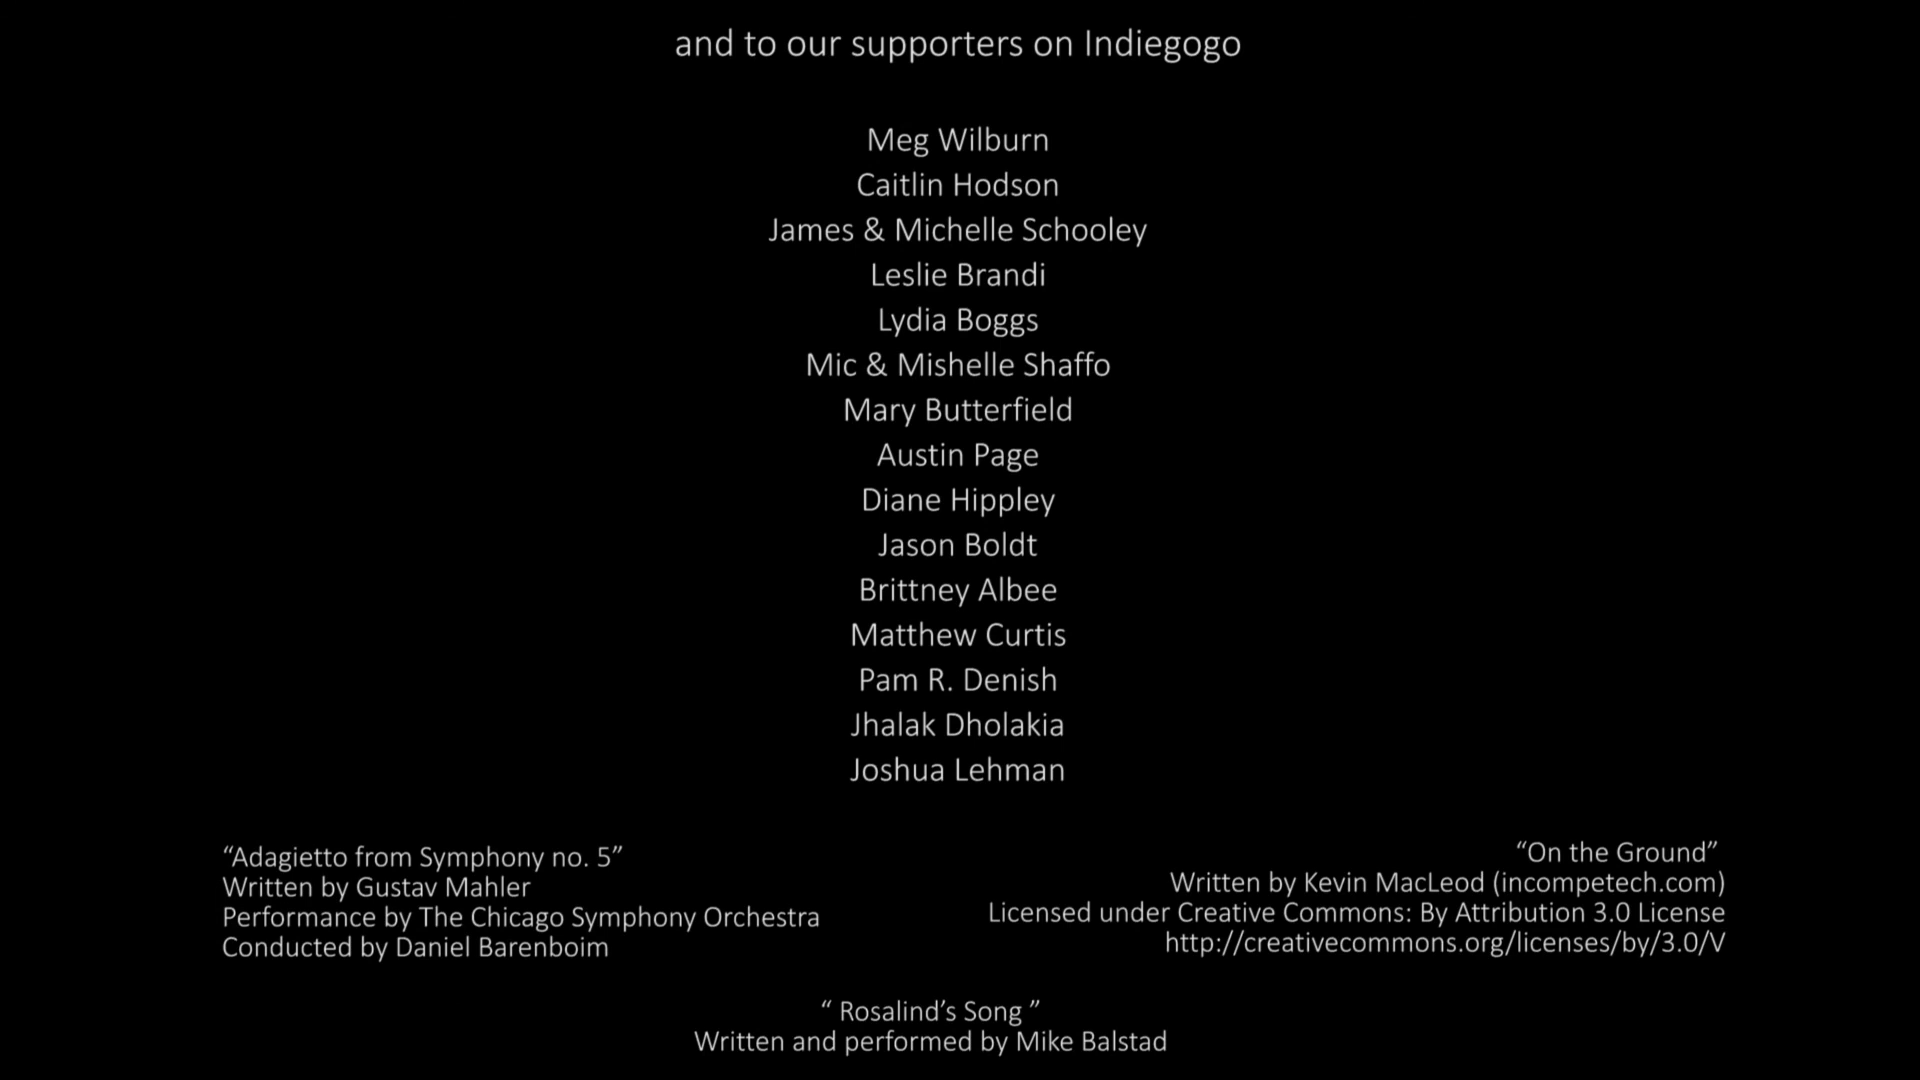 and to our supporters on Indiegogo
Meg Wilburn
Caitlin Hodson
James & Michelle Schooley
Leslie Brandi
Lydia Boggs
Mic & Mishelle Shaffo
Mary Butterfield
Austin Page
Diane Hippley
Jason Boldt
Brittney Albee
Matthew Curtis
Pam R. Denish
Jhalak Dholakia
Joshua Lehman
“Adagietto from Symphony no. 5”
Written by Gustav Mahler
Performance by The Chicago Symphony Orchestra
Conducted by Daniel Barenboim
“On the Ground”
Written by Kevin MacLeod (incompetech.com)
Licensed under Creative Commons: By Attribution 3.0 License
http://creativecommons.org/licenses/by/3.0/V
“ Rosalind’s Song ”
Written and performed by Mike Balstad